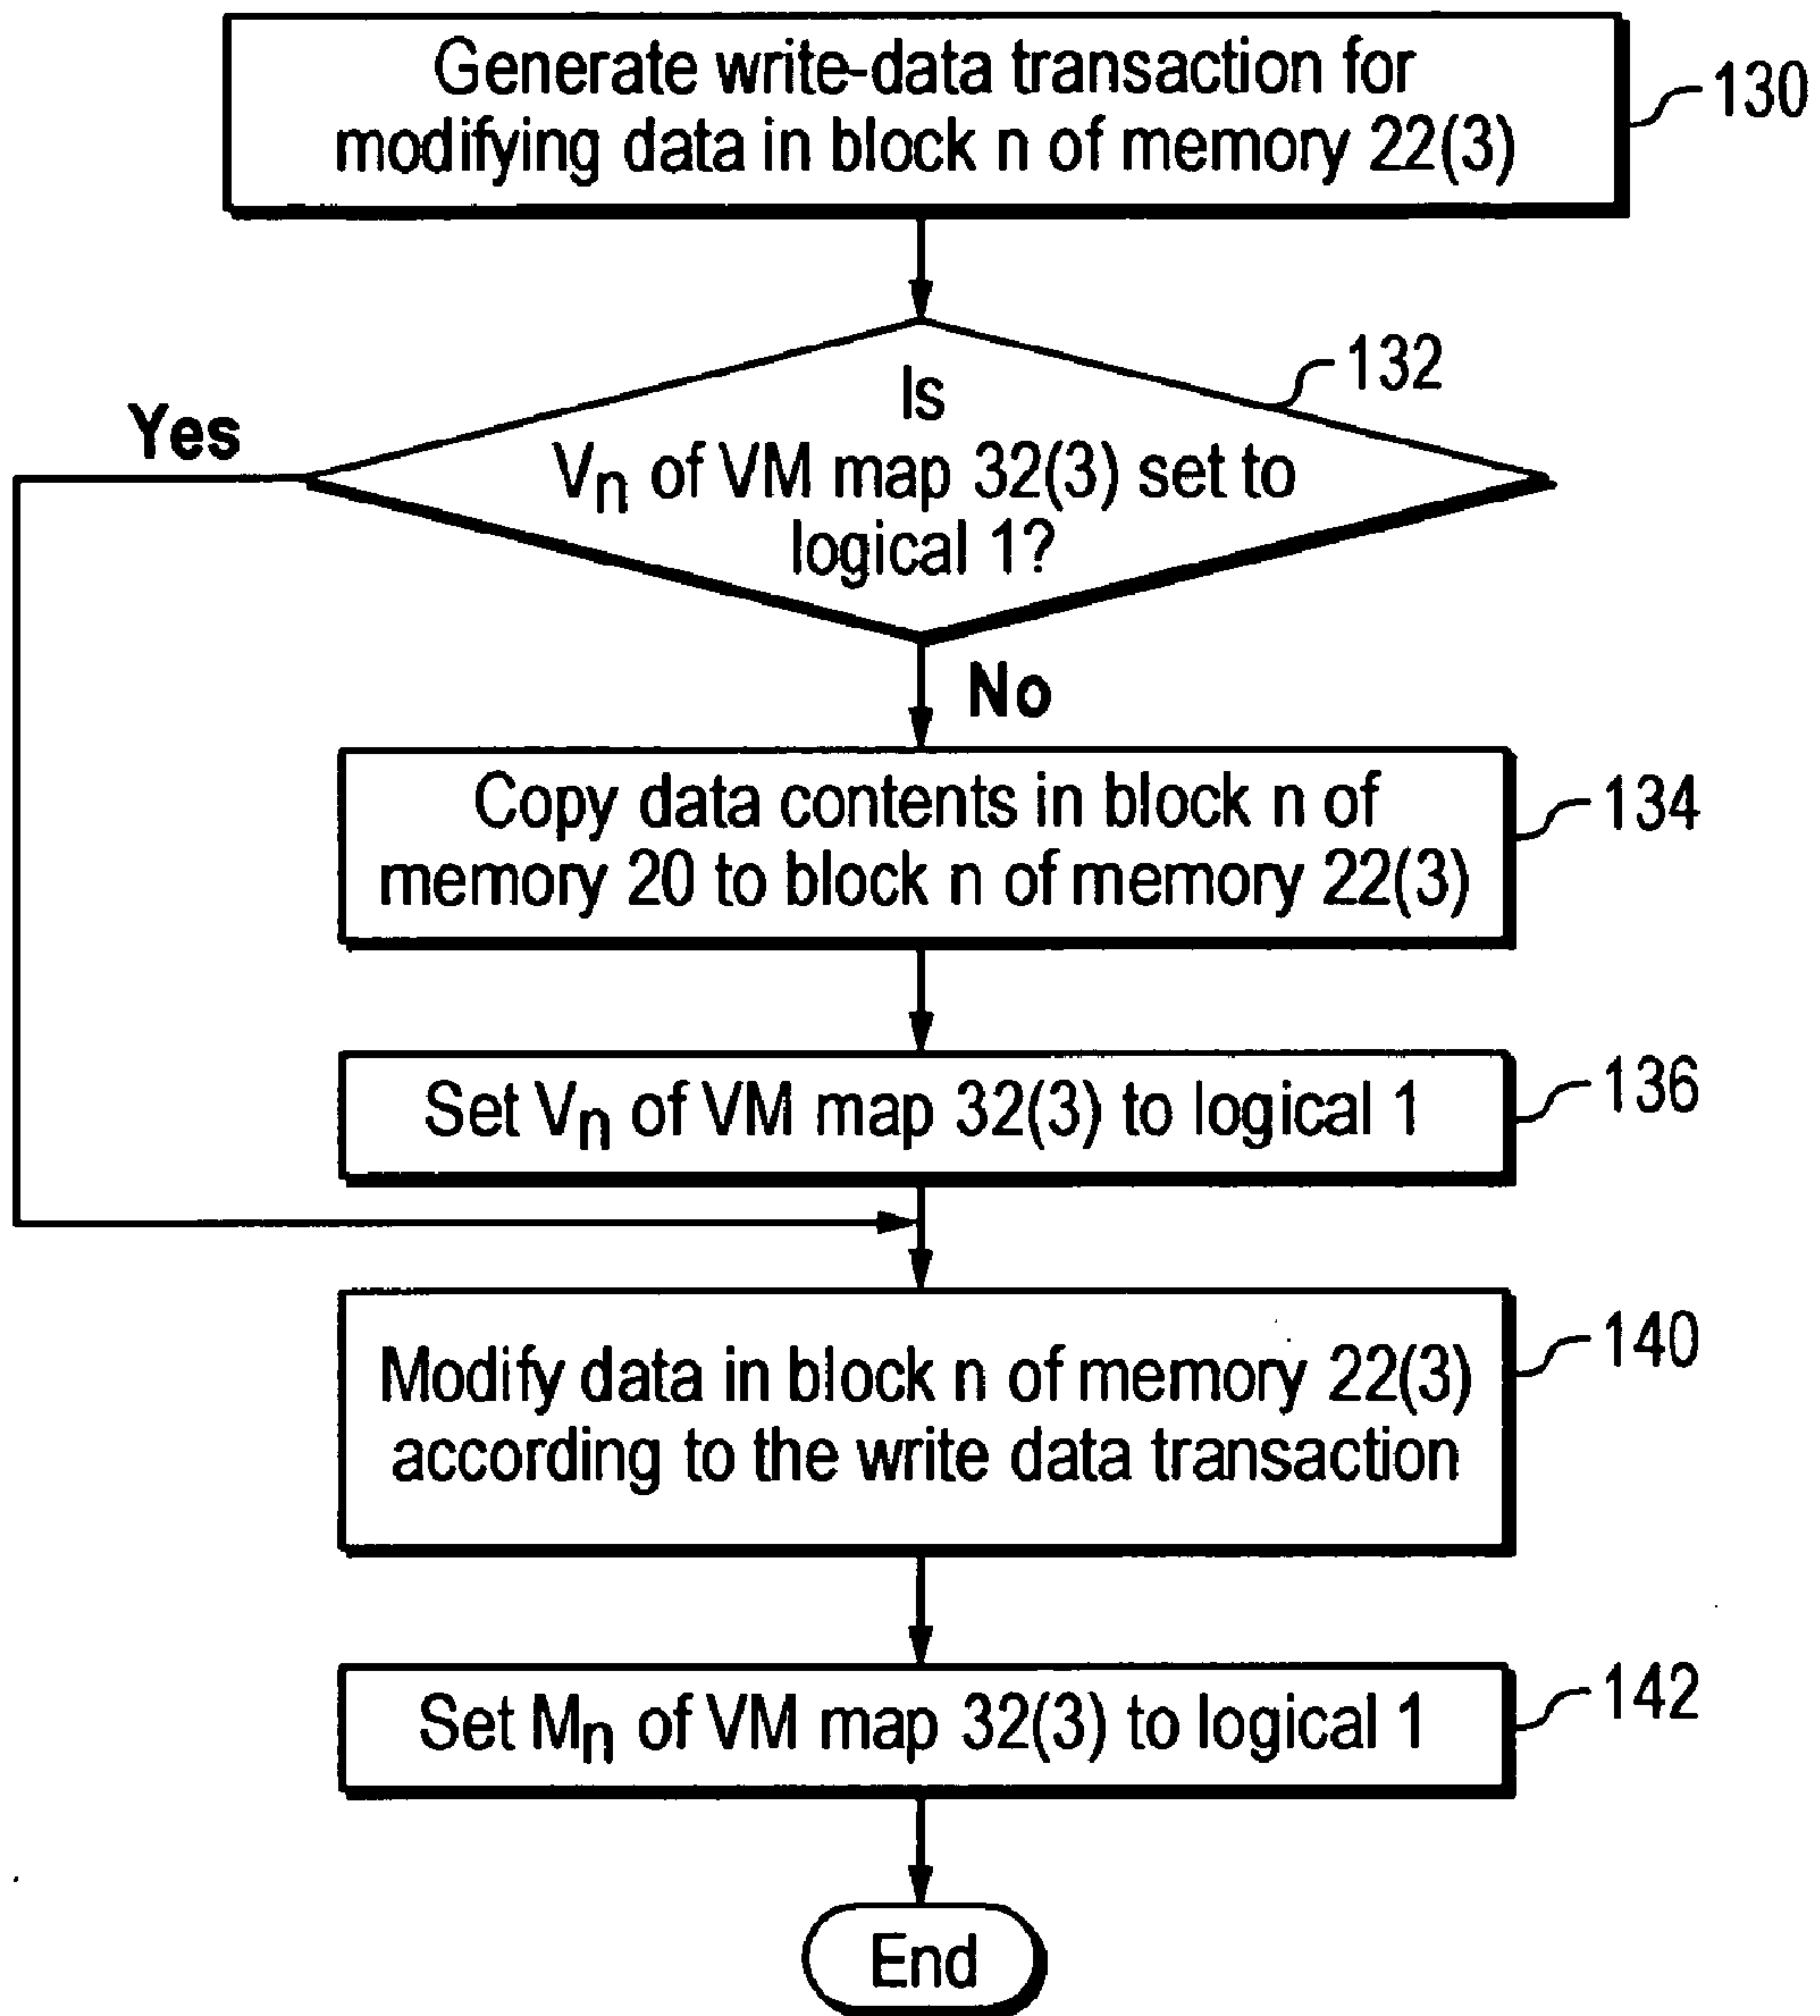 Generate write-data transaction for
modifying data in block n of memory 22(3)
130
Is
Vn of VM map 32(3) set to
logical 1?
132
Yes
No
Copy data contents in block n of
memory 20 to block n of memory 22(3)
134
Set Vn of VM map 32(3) to logical 1
136
Modify data in block n of memory 22(3)
according to the write data transaction
140
Set Mn of VM map 32(3) to logical 1
142
End